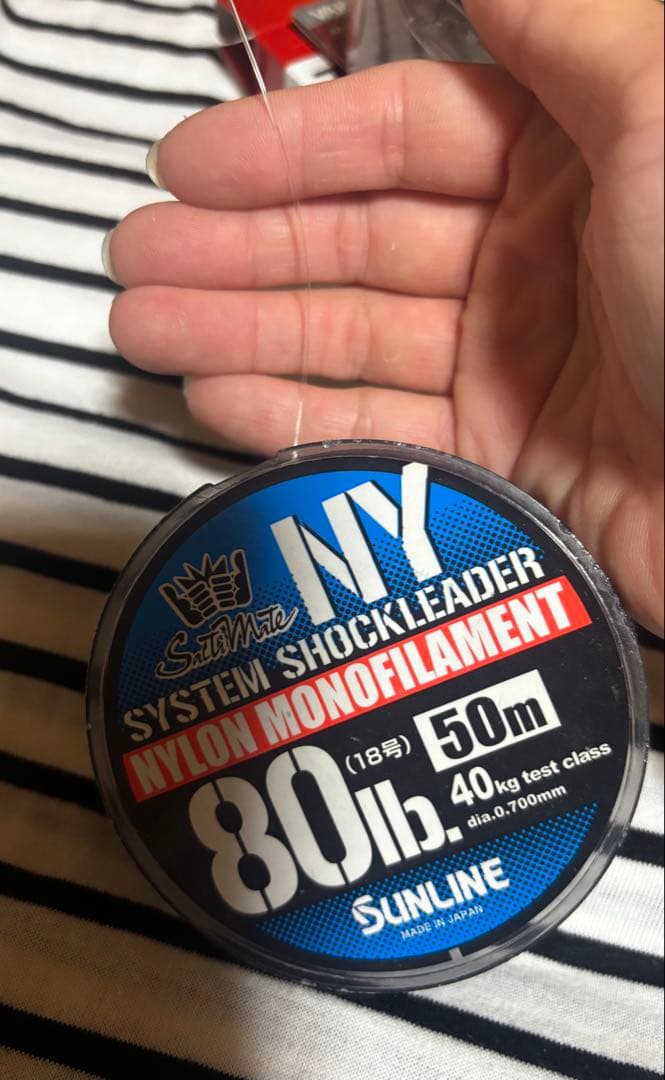 NY
SaltiMate
SYSTEM SHOCKLEADER
NYLON MONOFILAMENT
80lb.
(18号)
50m
40kg test class
dia.0.700mm
SUNLINE
MADE IN JAPAN